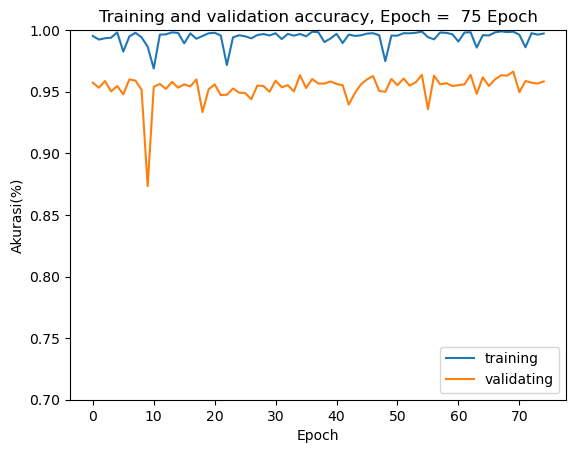 Training and validation accuracy, Epoch =  75 Epoch
1.00
0.95
0.90
0.85
0.80
0.75
0.70
Akurasi(%)
training
validating
0 10 20 30 40 50 60 70
Epoch